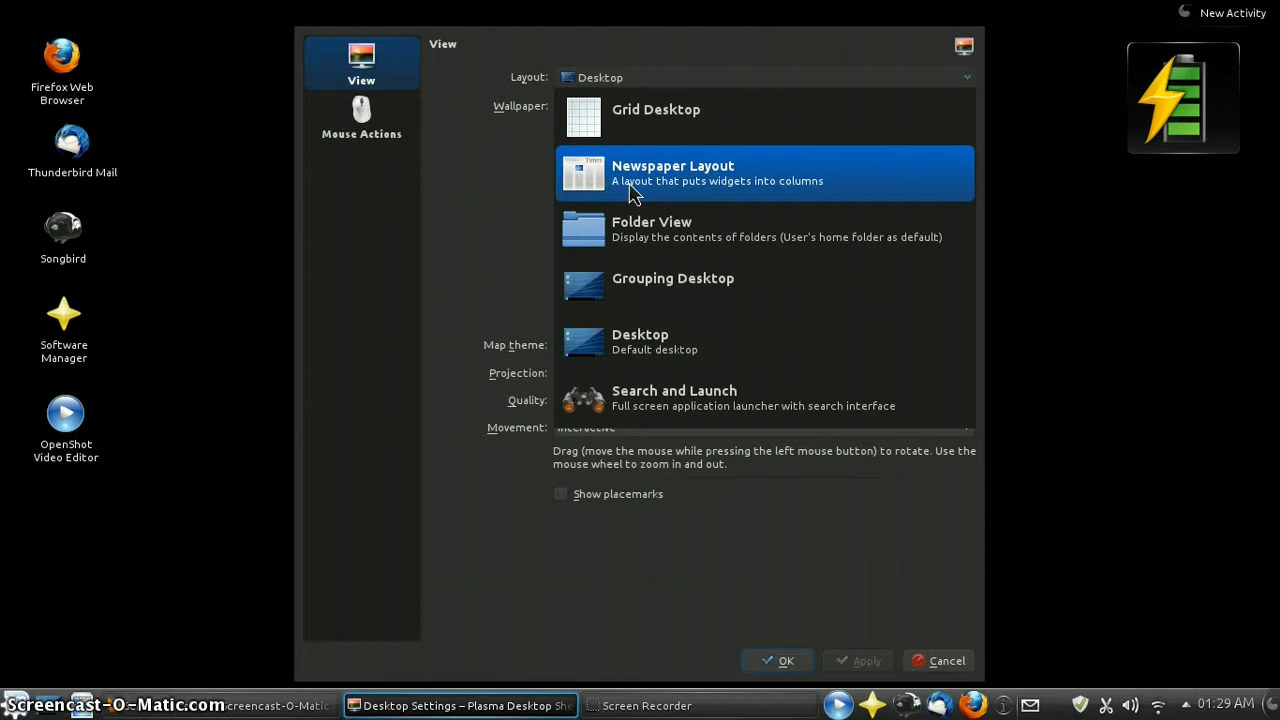 New Activity
Firefox Web
Browser
Thunderbird Mail
Songbird
Software
Manager
OpenShot
Video Editor
View
Mouse Actions
View
Layout:
Desktop
Wallpaper:
Grid Desktop
Times
Newspaper Layout
A layout that puts widgets into columns
Folder View
Display the contents of folders (User's home folder as default)
Grouping Desktop
Desktop
Default desktop
Search and Launch
Full screen application launcher with search interface
Map theme:
Projection:
Quality:
Movement:
Interactive
Drag (move the mouse while pressing the left mouse button) to rotate. Use the
mouse wheel to zoom in and out.
Show placemarks
OK
Apply
Cancel
Screencast-O-Matic.com
Screencast-O-Matic
Desktop Settings – Plasma Desktop She
Screen Recorder
01:29 AM